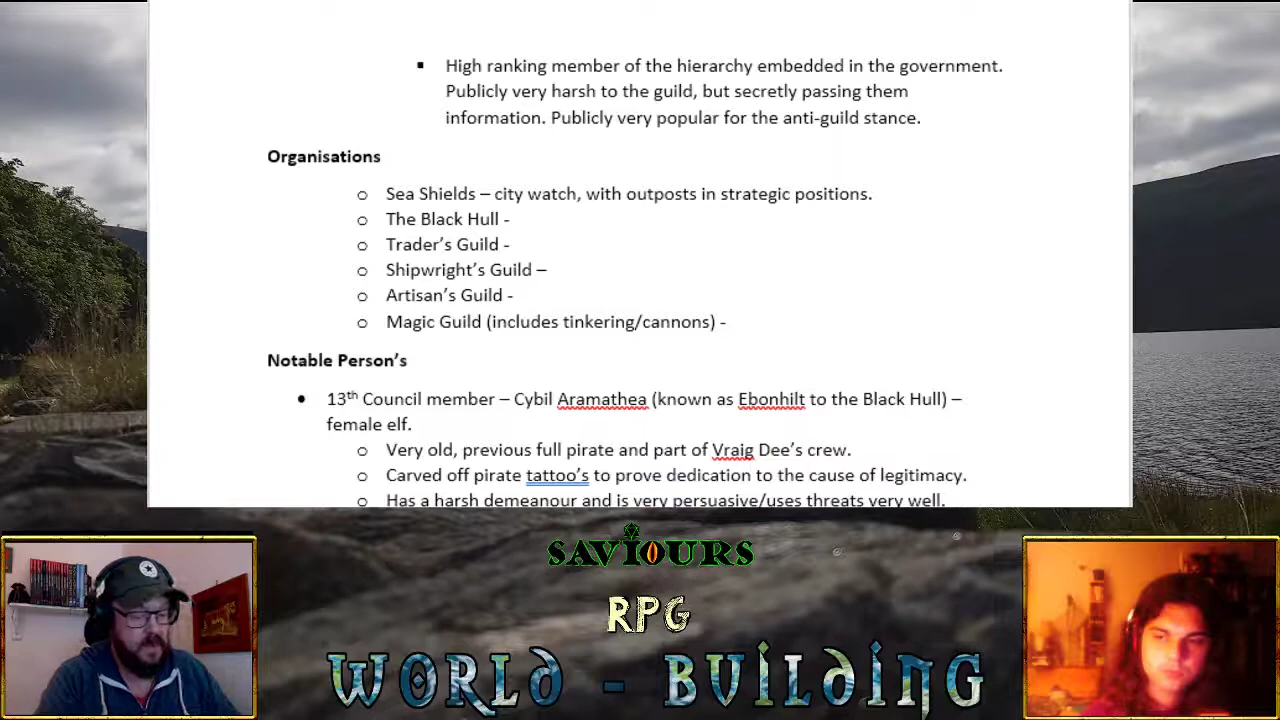 ▪ High ranking member of the hierarchy embedded in the government.
Publicly very harsh to the guild, but secretly passing them
information. Publicly very popular for the anti-guild stance.
Organisations
o Sea Shields – city watch, with outposts in strategic positions.
o The Black Hull -
o Trader's Guild -
o Shipwright's Guild –
o Artisan's Guild -
o Magic Guild (includes tinkering/cannons) -
Notable Person's
• 13th Council member – Cybil Aramathea (known as Ebonhilt to the Black Hull) –
female elf.
o Very old, previous full pirate and part of Vraig Dee's crew.
o Carved off pirate tattoo's to prove dedication to the cause of legitimacy.
o Has a harsh demeanour and is very persuasive/uses threats very well.
SAVIOURS
RPG
WORLD - BUILDING